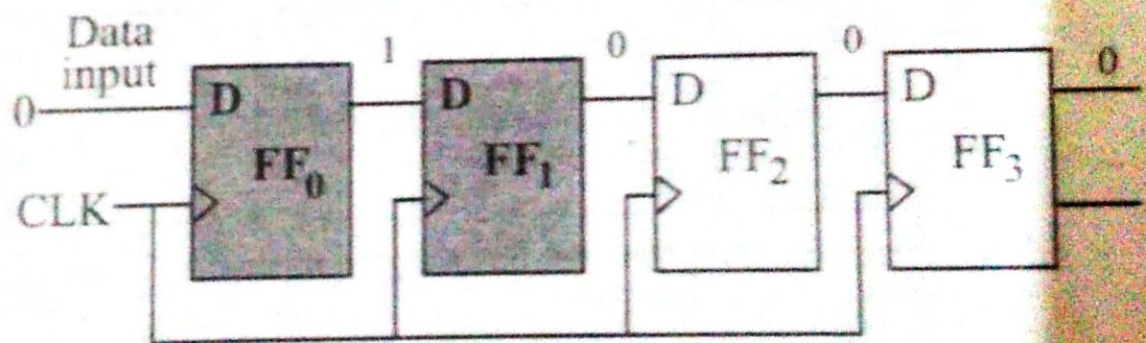 Data
input
1 0 0 0
0 D D D D
FF0 FF1 FF2 FF3
CLK